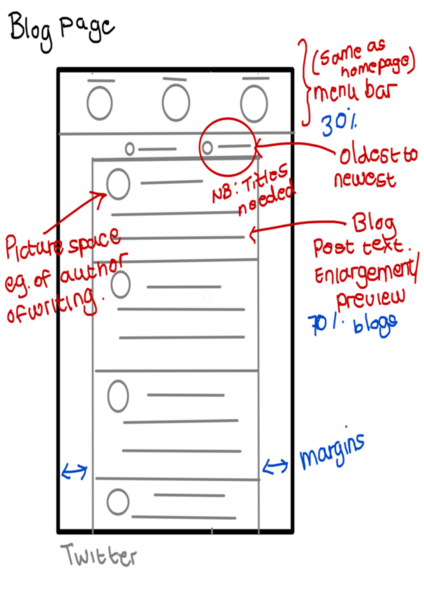 Blog Page
(Same as
homepage)
menu bar
30%
Oldest to
newest
NB: Titles
needed
Picture space
eg. of author
of writing.
Blog
Post text.
Enlargement/
preview
70%. blogs
margins
Twitter